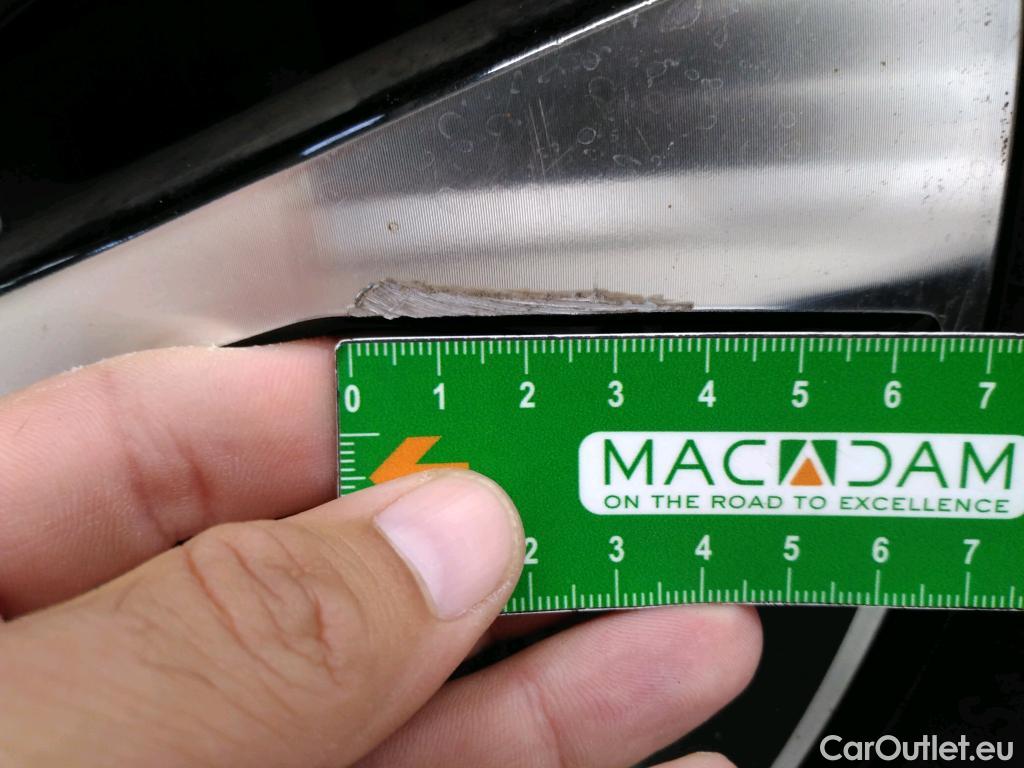 0 1 2 3 4 5 6 7
MACADAM
ON THE ROAD TO EXCELLENCE
2 3 4 5 6 7
CarOutlet.eu